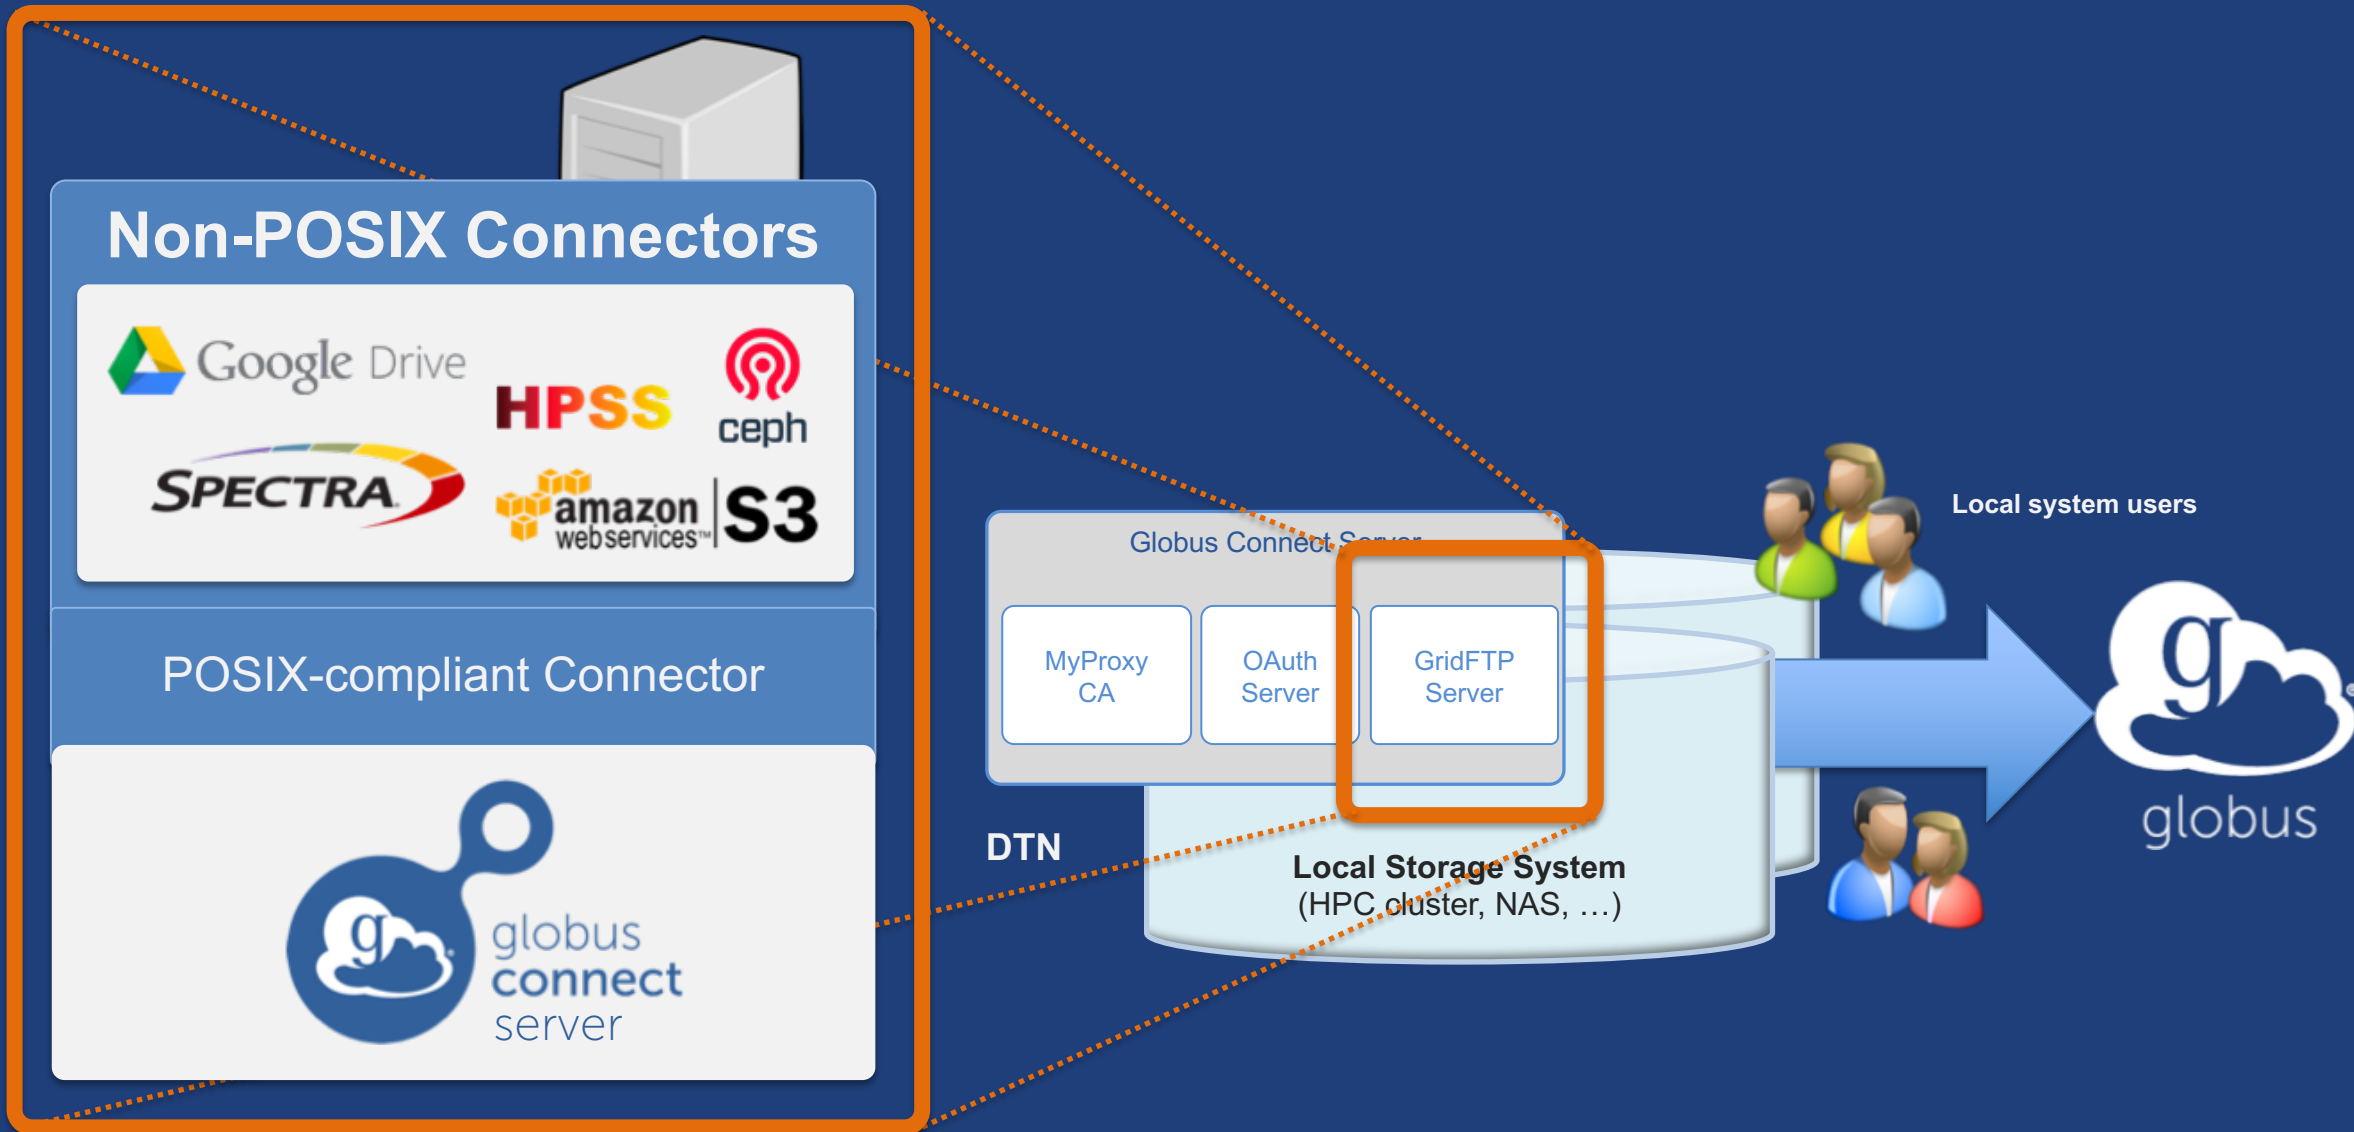 Non-POSIX Connectors
Google Drive
HPSS
ceph
SPECTRA
amazon
webservices™
S3
POSIX-compliant Connector
g
globus
connect
server
Globus Connect Server
MyProxy
CA
OAuth
Server
GridFTP
Server
DTN
Local Storage System
(HPC cluster, NAS, …)
Local system users
g
globus